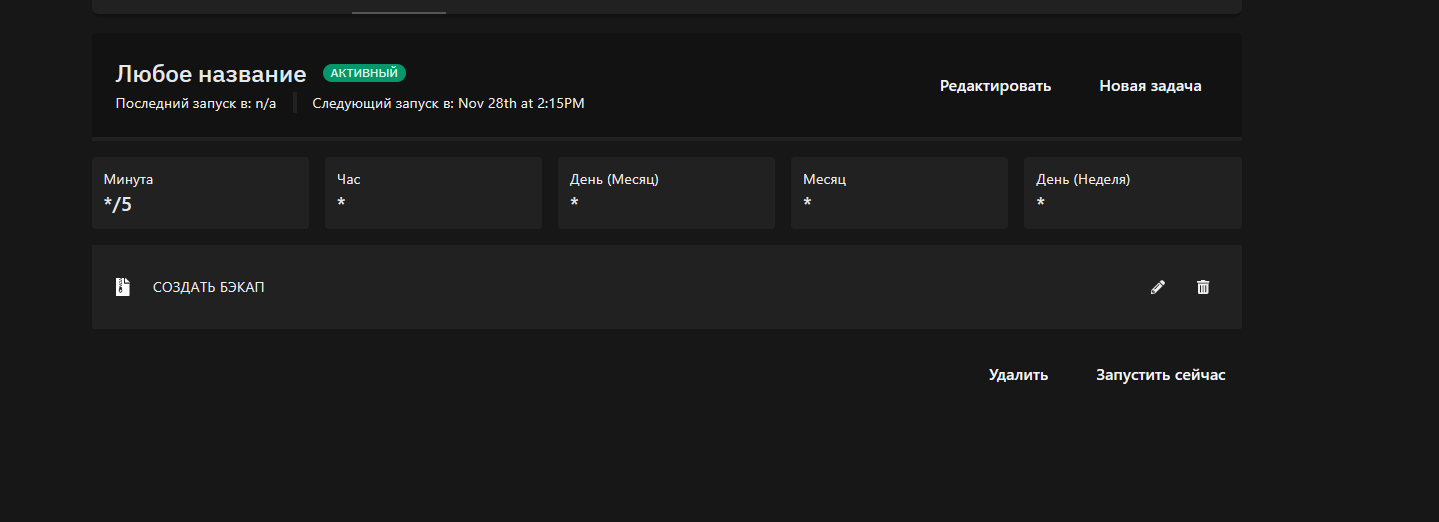 Любое название АКТИВНЫЙ
Последний запуск в: n/a Следующий запуск в: Nov 28th at 2:15PM
Редактировать Новая задача
Минута Час День (Месяц) Месяц День (Неделя)
*/5 * * * *
СОЗДАТЬ БЭКАП
Удалить Запустить сейчас